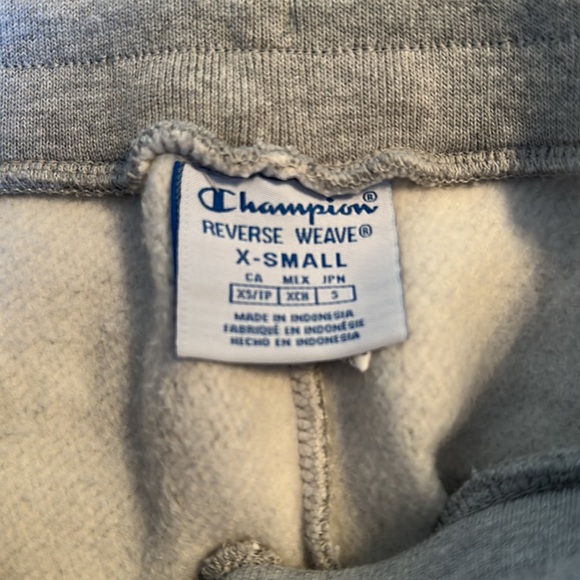 Champion®
REVERSE WEAVE®
X-SMALL
CA MEX JPN
XS/TP XCH S
MADE IN INDONESIA
FABRIQUÉ EN INDONÉSIE
HECHO EN INDONESIA